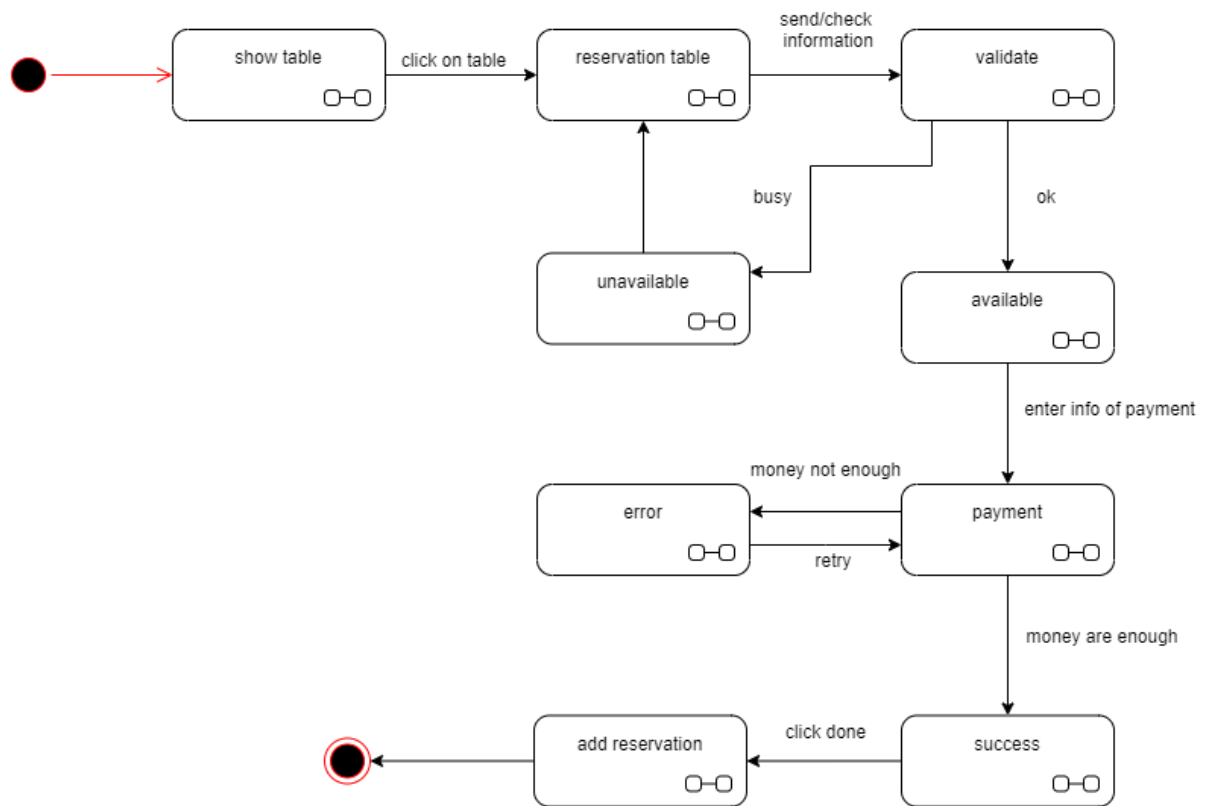 show table
click on table
reservation table
send/check
information
validate
busy
ok
unavailable
available
enter info of payment
money not enough
error
payment
retry
money are enough
add reservation
click done
success